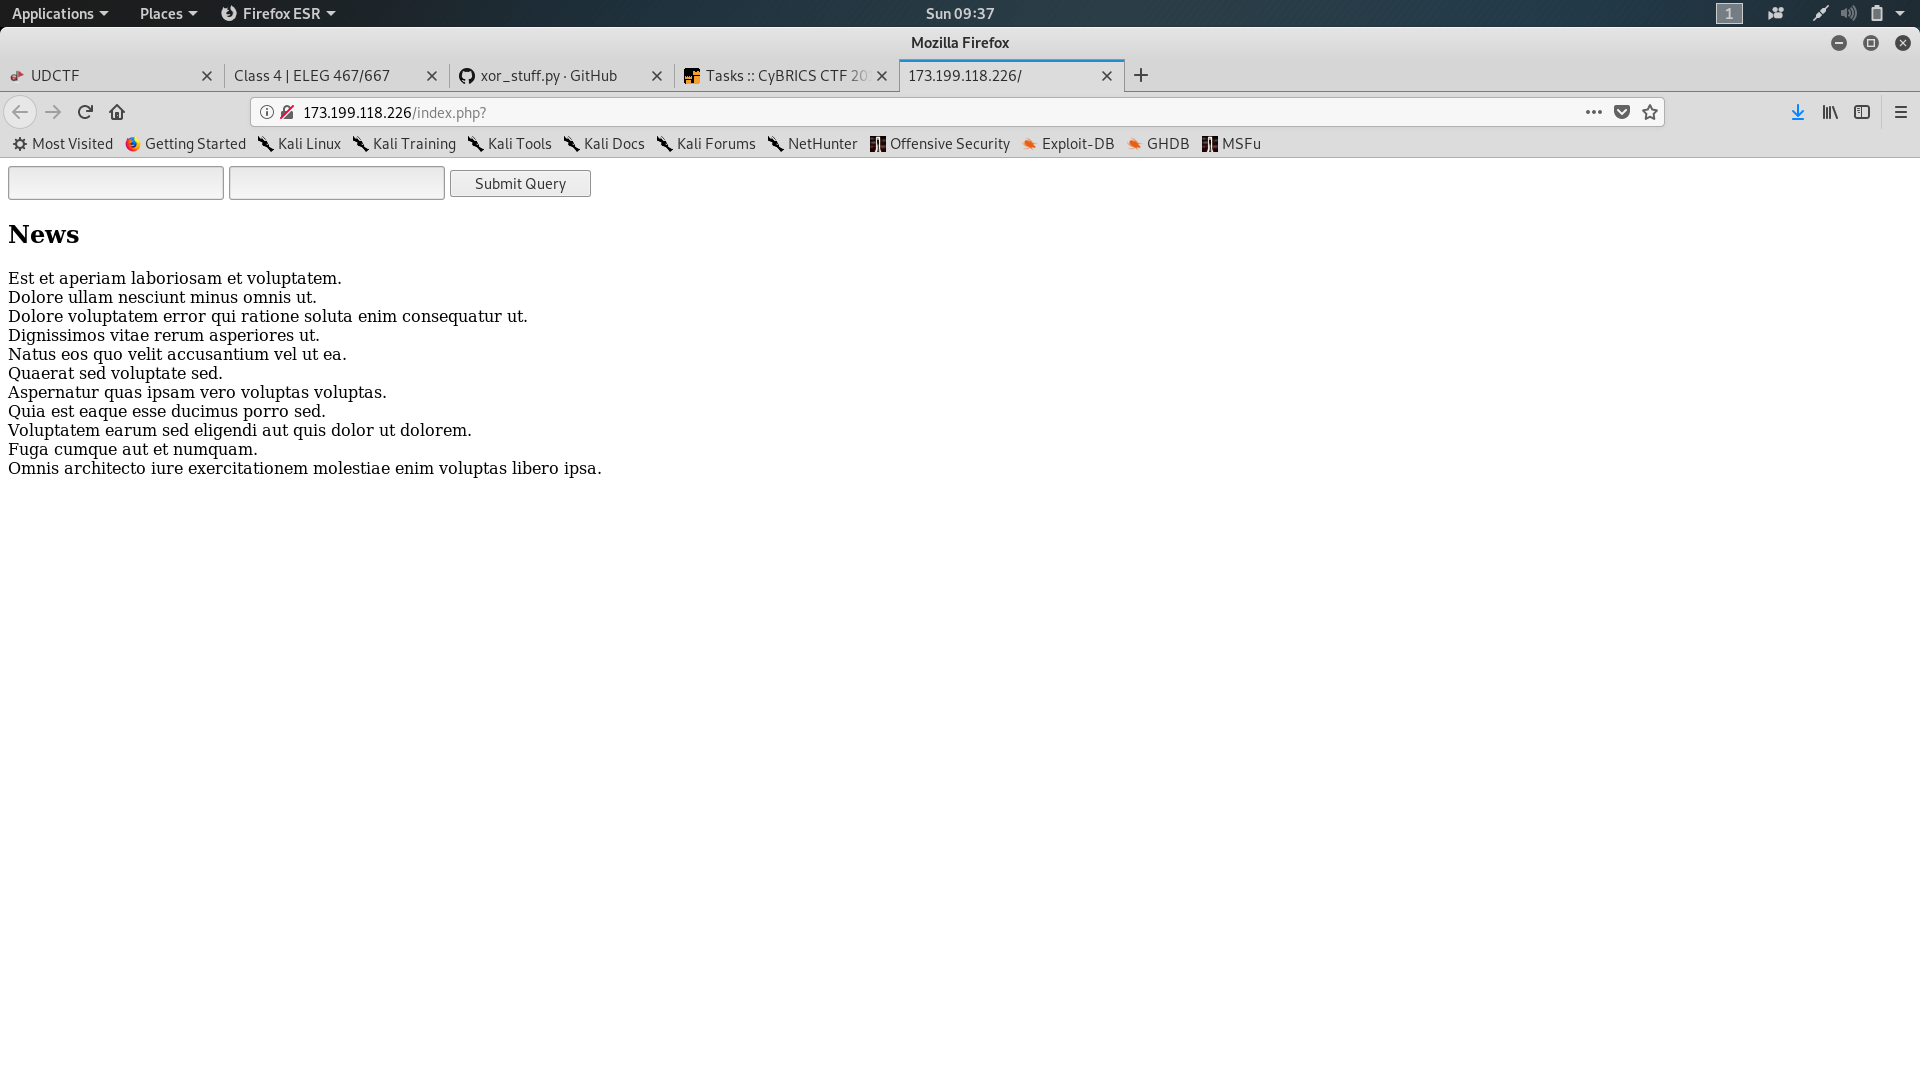 Applications Places Firefox ESR Sun 09:37 1
Mozilla Firefox
UDCTF Class 4 | ELEG 467/667 xor_stuff.py · GitHub Tasks :: CyBRICS CTF 20 173.199.118.226/
173.199.118.226/index.php?
Most Visited Getting Started Kali Linux Kali Training Kali Tools Kali Docs Kali Forums NetHunter Offensive Security Exploit-DB GHDB MSFu
Submit Query
News
Est et aperiam laboriosam et voluptatem.
Dolore ullam nesciunt minus omnis ut.
Dolore voluptatem error qui ratione soluta enim consequatur ut.
Dignissimos vitae rerum asperiores ut.
Natus eos quo velit accusantium vel ut ea.
Quaerat sed voluptate sed.
Aspernatur quas ipsam vero voluptas voluptas.
Quia est eaque esse ducimus porro sed.
Voluptatem earum sed eligendi aut quis dolor ut dolorem.
Fuga cumque aut et numquam.
Omnis architecto iure exercitationem molestiae enim voluptas libero ipsa.